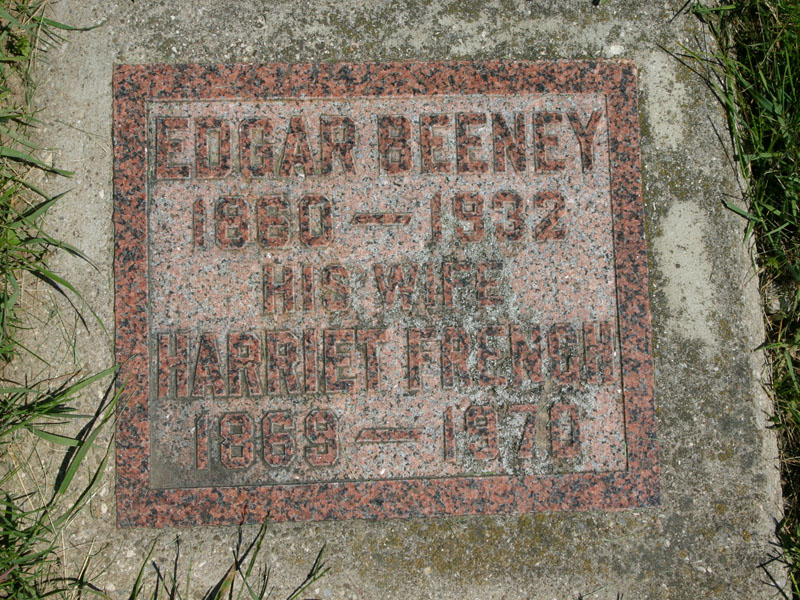 EDGAR BEENEY
1860 — 1932
HIS WIFE
HARRIET FRENCH
1869 — 1970